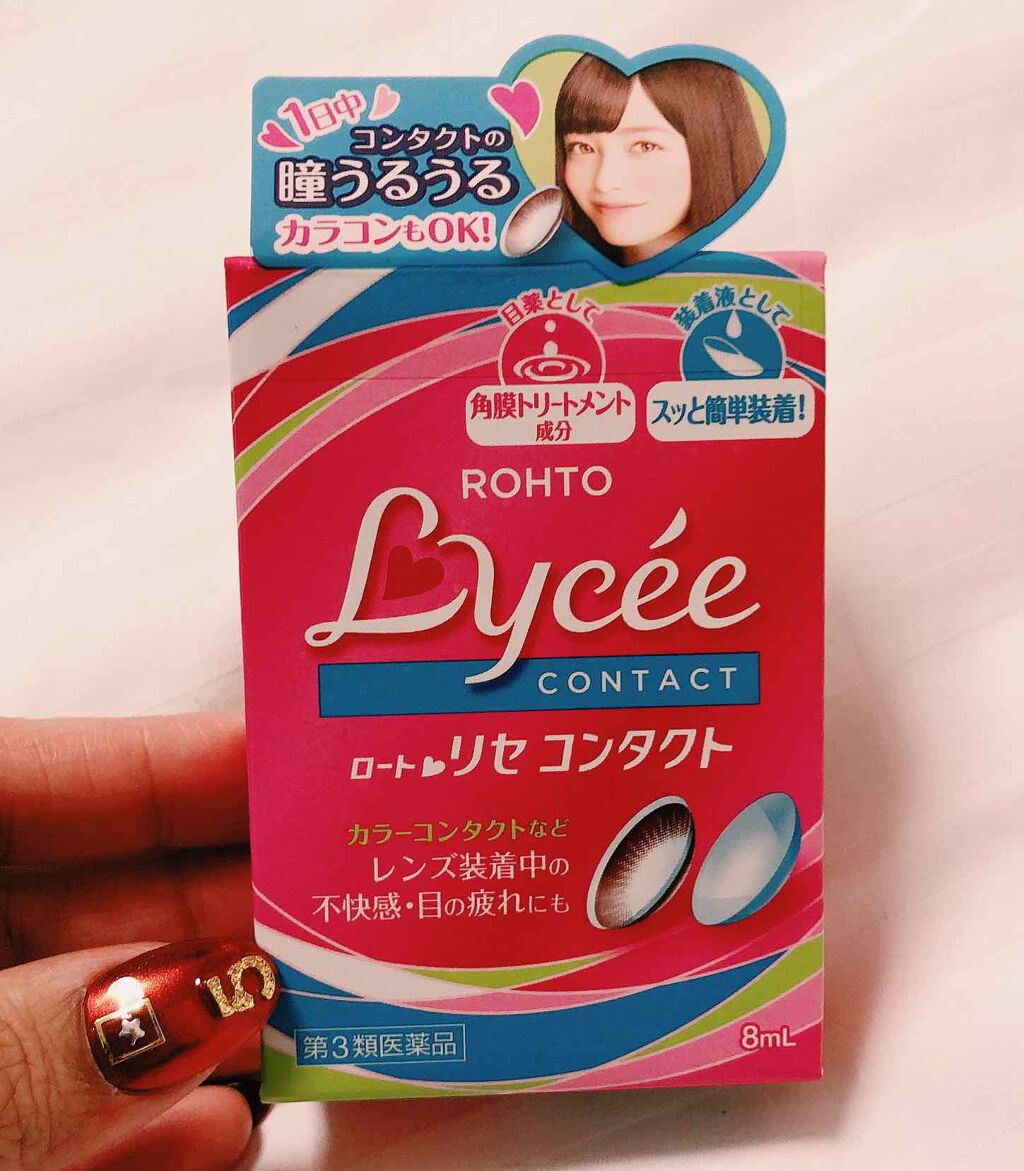 1日中
コンタクトの
瞳うるうる
カラコンもOK!
目薬として
角膜トリートメント
成分
装着液として
スッと簡単装着!
ROHTO
Lycée
CONTACT
ロートリセ コンタクト
カラーコンタクトなど
レンズ装着中の
不快感・目の疲れにも
第3類医薬品
8mL
5